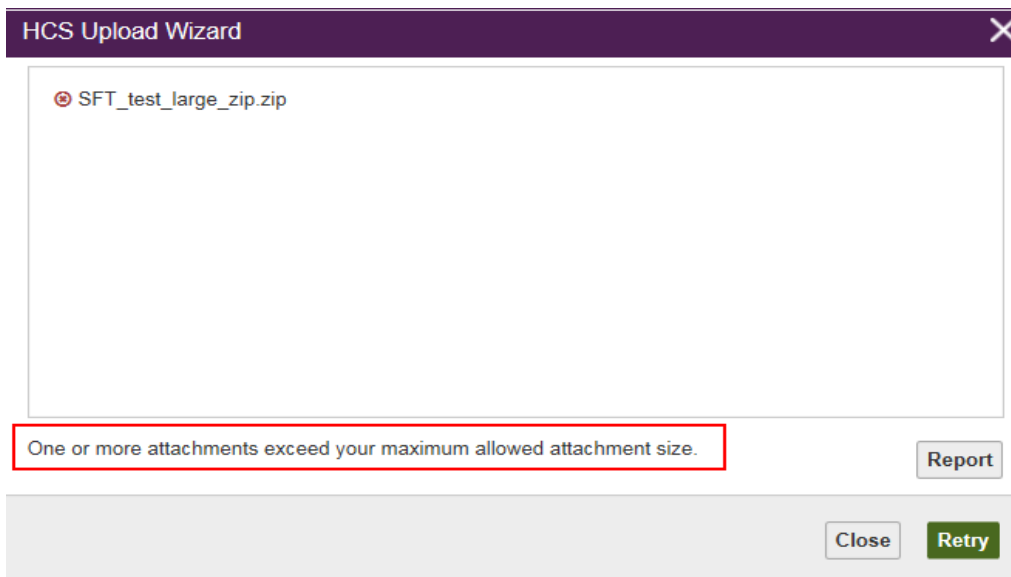 HCS Upload Wizard
SFT_test_large_zip.zip
One or more attachments exceed your maximum allowed attachment size.
Report
Close
Retry